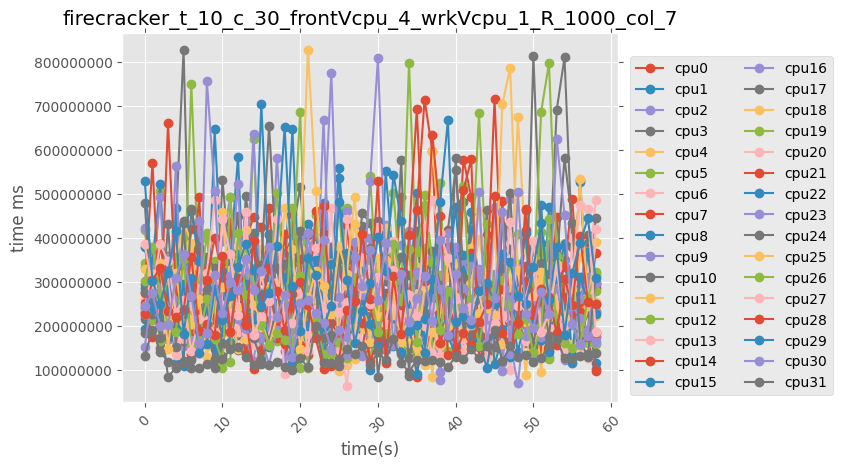 firecracker_t_10_c_30_frontVcpu_4_wrkVcpu_1_R_1000_col_7
time ms
800000000
700000000
600000000
500000000
400000000
300000000
200000000
100000000
0
10
20
30
40
50
60
time(s)
cpu0
cpu1
cpu2
cpu3
cpu4
cpu5
cpu6
cpu7
cpu8
cpu9
cpu10
cpu11
cpu12
cpu13
cpu14
cpu15
cpu16
cpu17
cpu18
cpu19
cpu20
cpu21
cpu22
cpu23
cpu24
cpu25
cpu26
cpu27
cpu28
cpu29
cpu30
cpu31